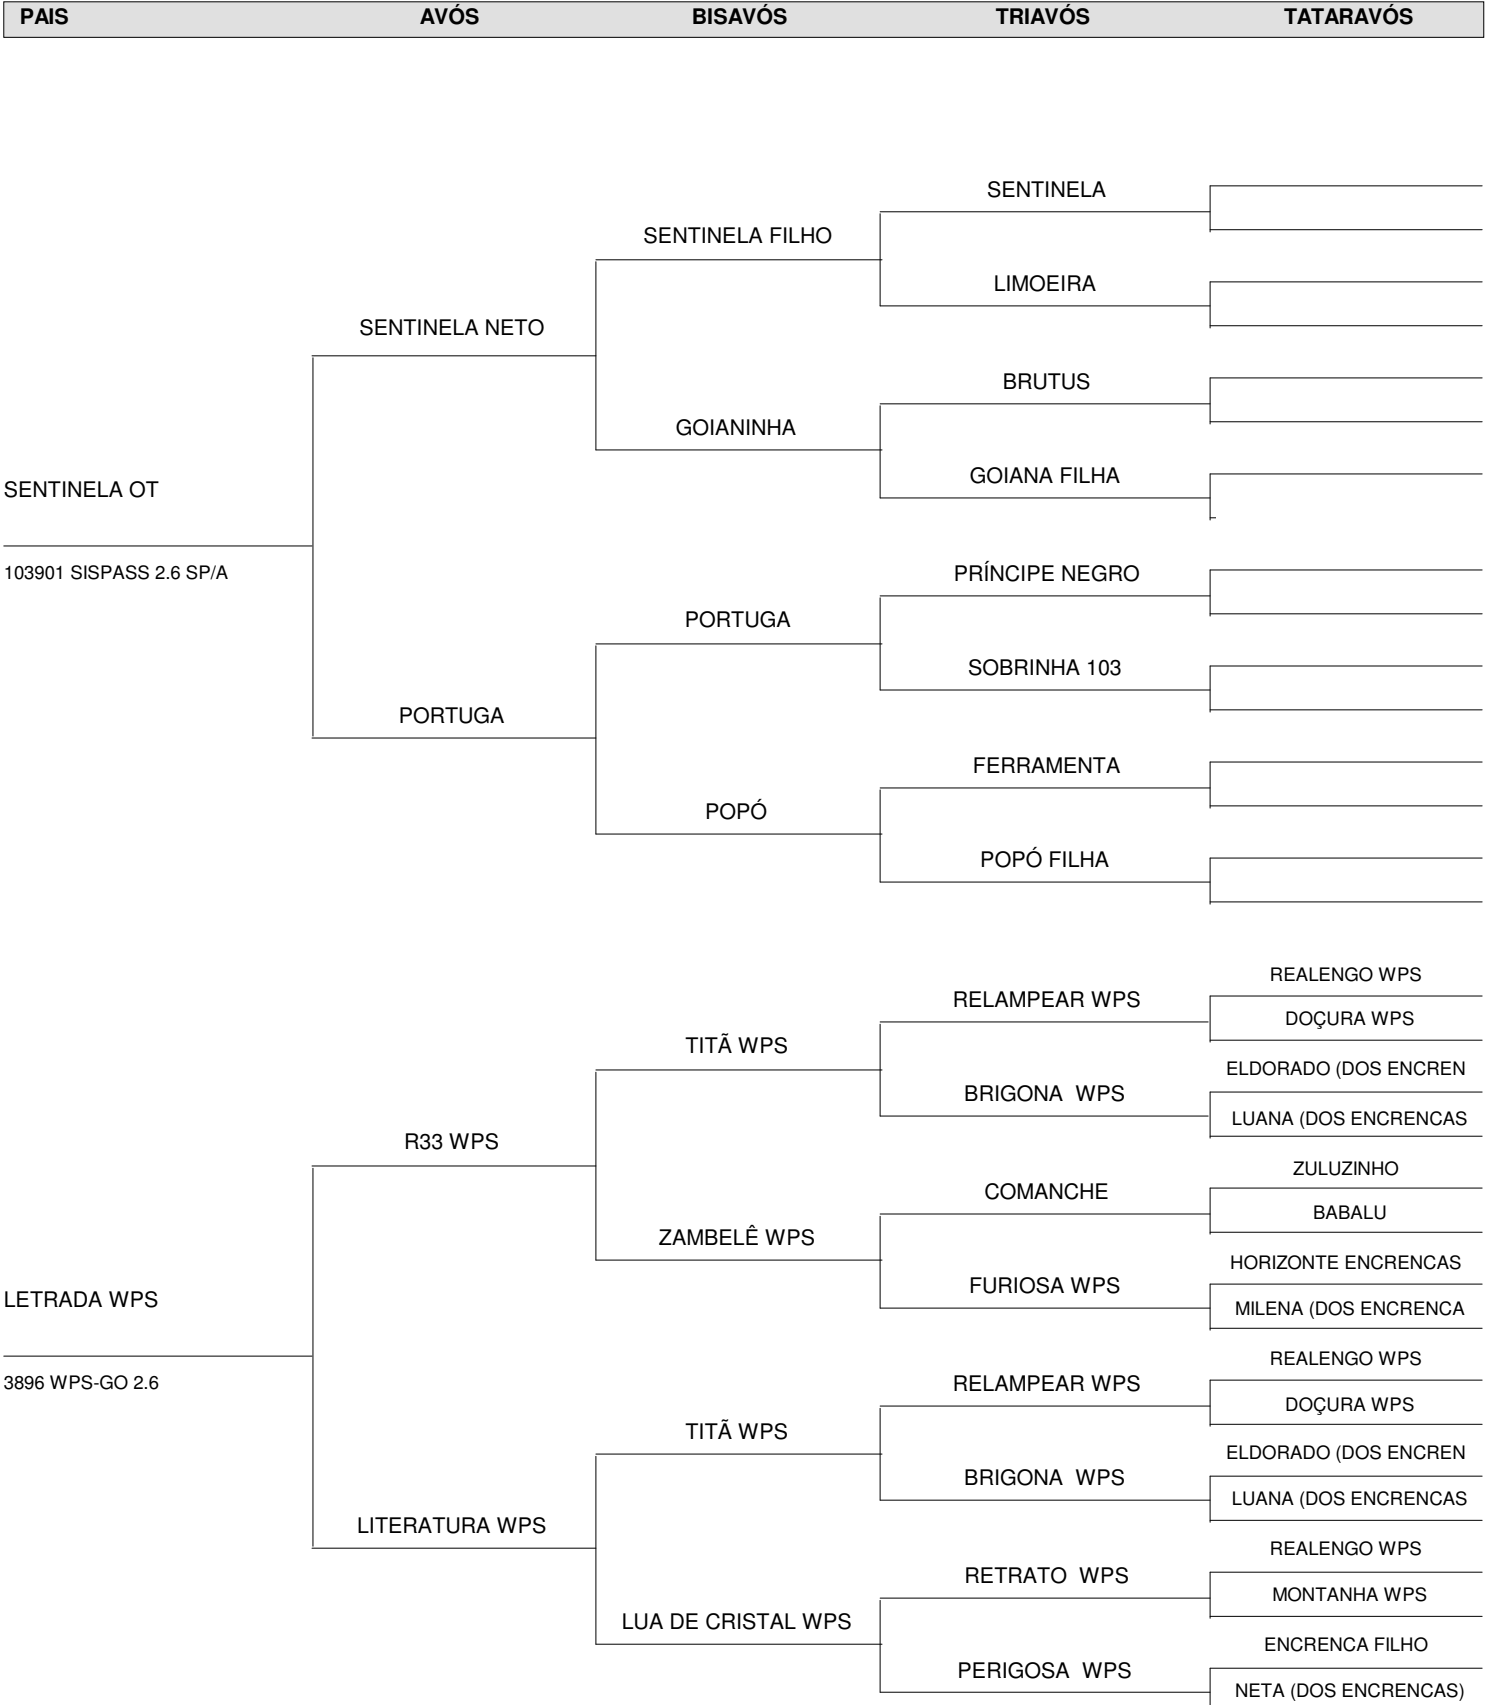 PAIS AVÓS BISAVÓS TRIAVÓS TATARAVÓS
SENTINELA
SENTINELA FILHO
LIMOEIRA
SENTINELA NETO
BRUTUS
GOIANINHA
GOIANA FILHA
SENTINELA OT
103901 SISPASS 2.6 SP/A
PRÍNCIPE NEGRO
PORTUGA
SOBRINHA 103
PORTUGA
FERRAMENTA
POPÓ
POPÓ FILHA
REALENGO WPS
RELAMPEAR WPS
DOÇURA WPS
TITÃ WPS
ELDORADO (DOS ENCREN
BRIGONA WPS
LUANA (DOS ENCRENCAS
R33 WPS
ZULUZINHO
COMANCHE
BABALU
ZAMBELÊ WPS
HORIZONTE ENCRENCAS
FURIOSA WPS
MILENA (DOS ENCRENCA
LETRADA WPS
3896 WPS-GO 2.6
REALENGO WPS
RELAMPEAR WPS
DOÇURA WPS
TITÃ WPS
ELDORADO (DOS ENCREN
BRIGONA WPS
LUANA (DOS ENCRENCAS
LITERATURA WPS
REALENGO WPS
RETRATO WPS
MONTANHA WPS
LUA DE CRISTAL WPS
ENCRENCA FILHO
PERIGOSA WPS
NETA (DOS ENCRENCAS)